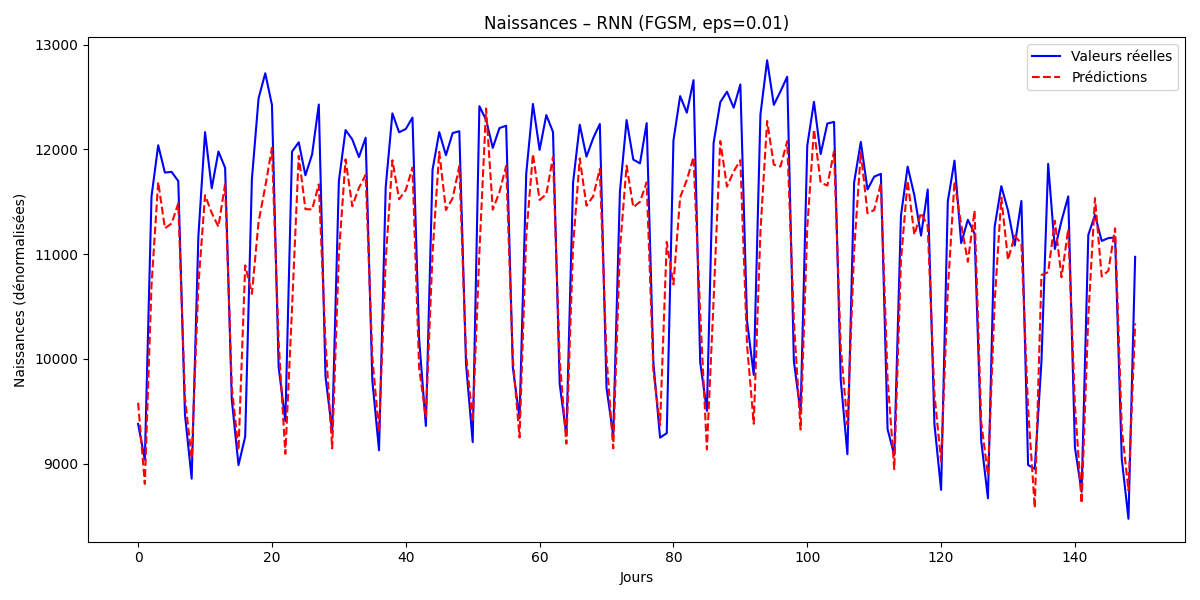 Naissances – RNN (FGSM, eps=0.01)
Valeurs réelles
Prédictions
Naissances (dénormalisées)
13000
12000
11000
10000
9000
0 20 40 60 80 100 120 140
Jours